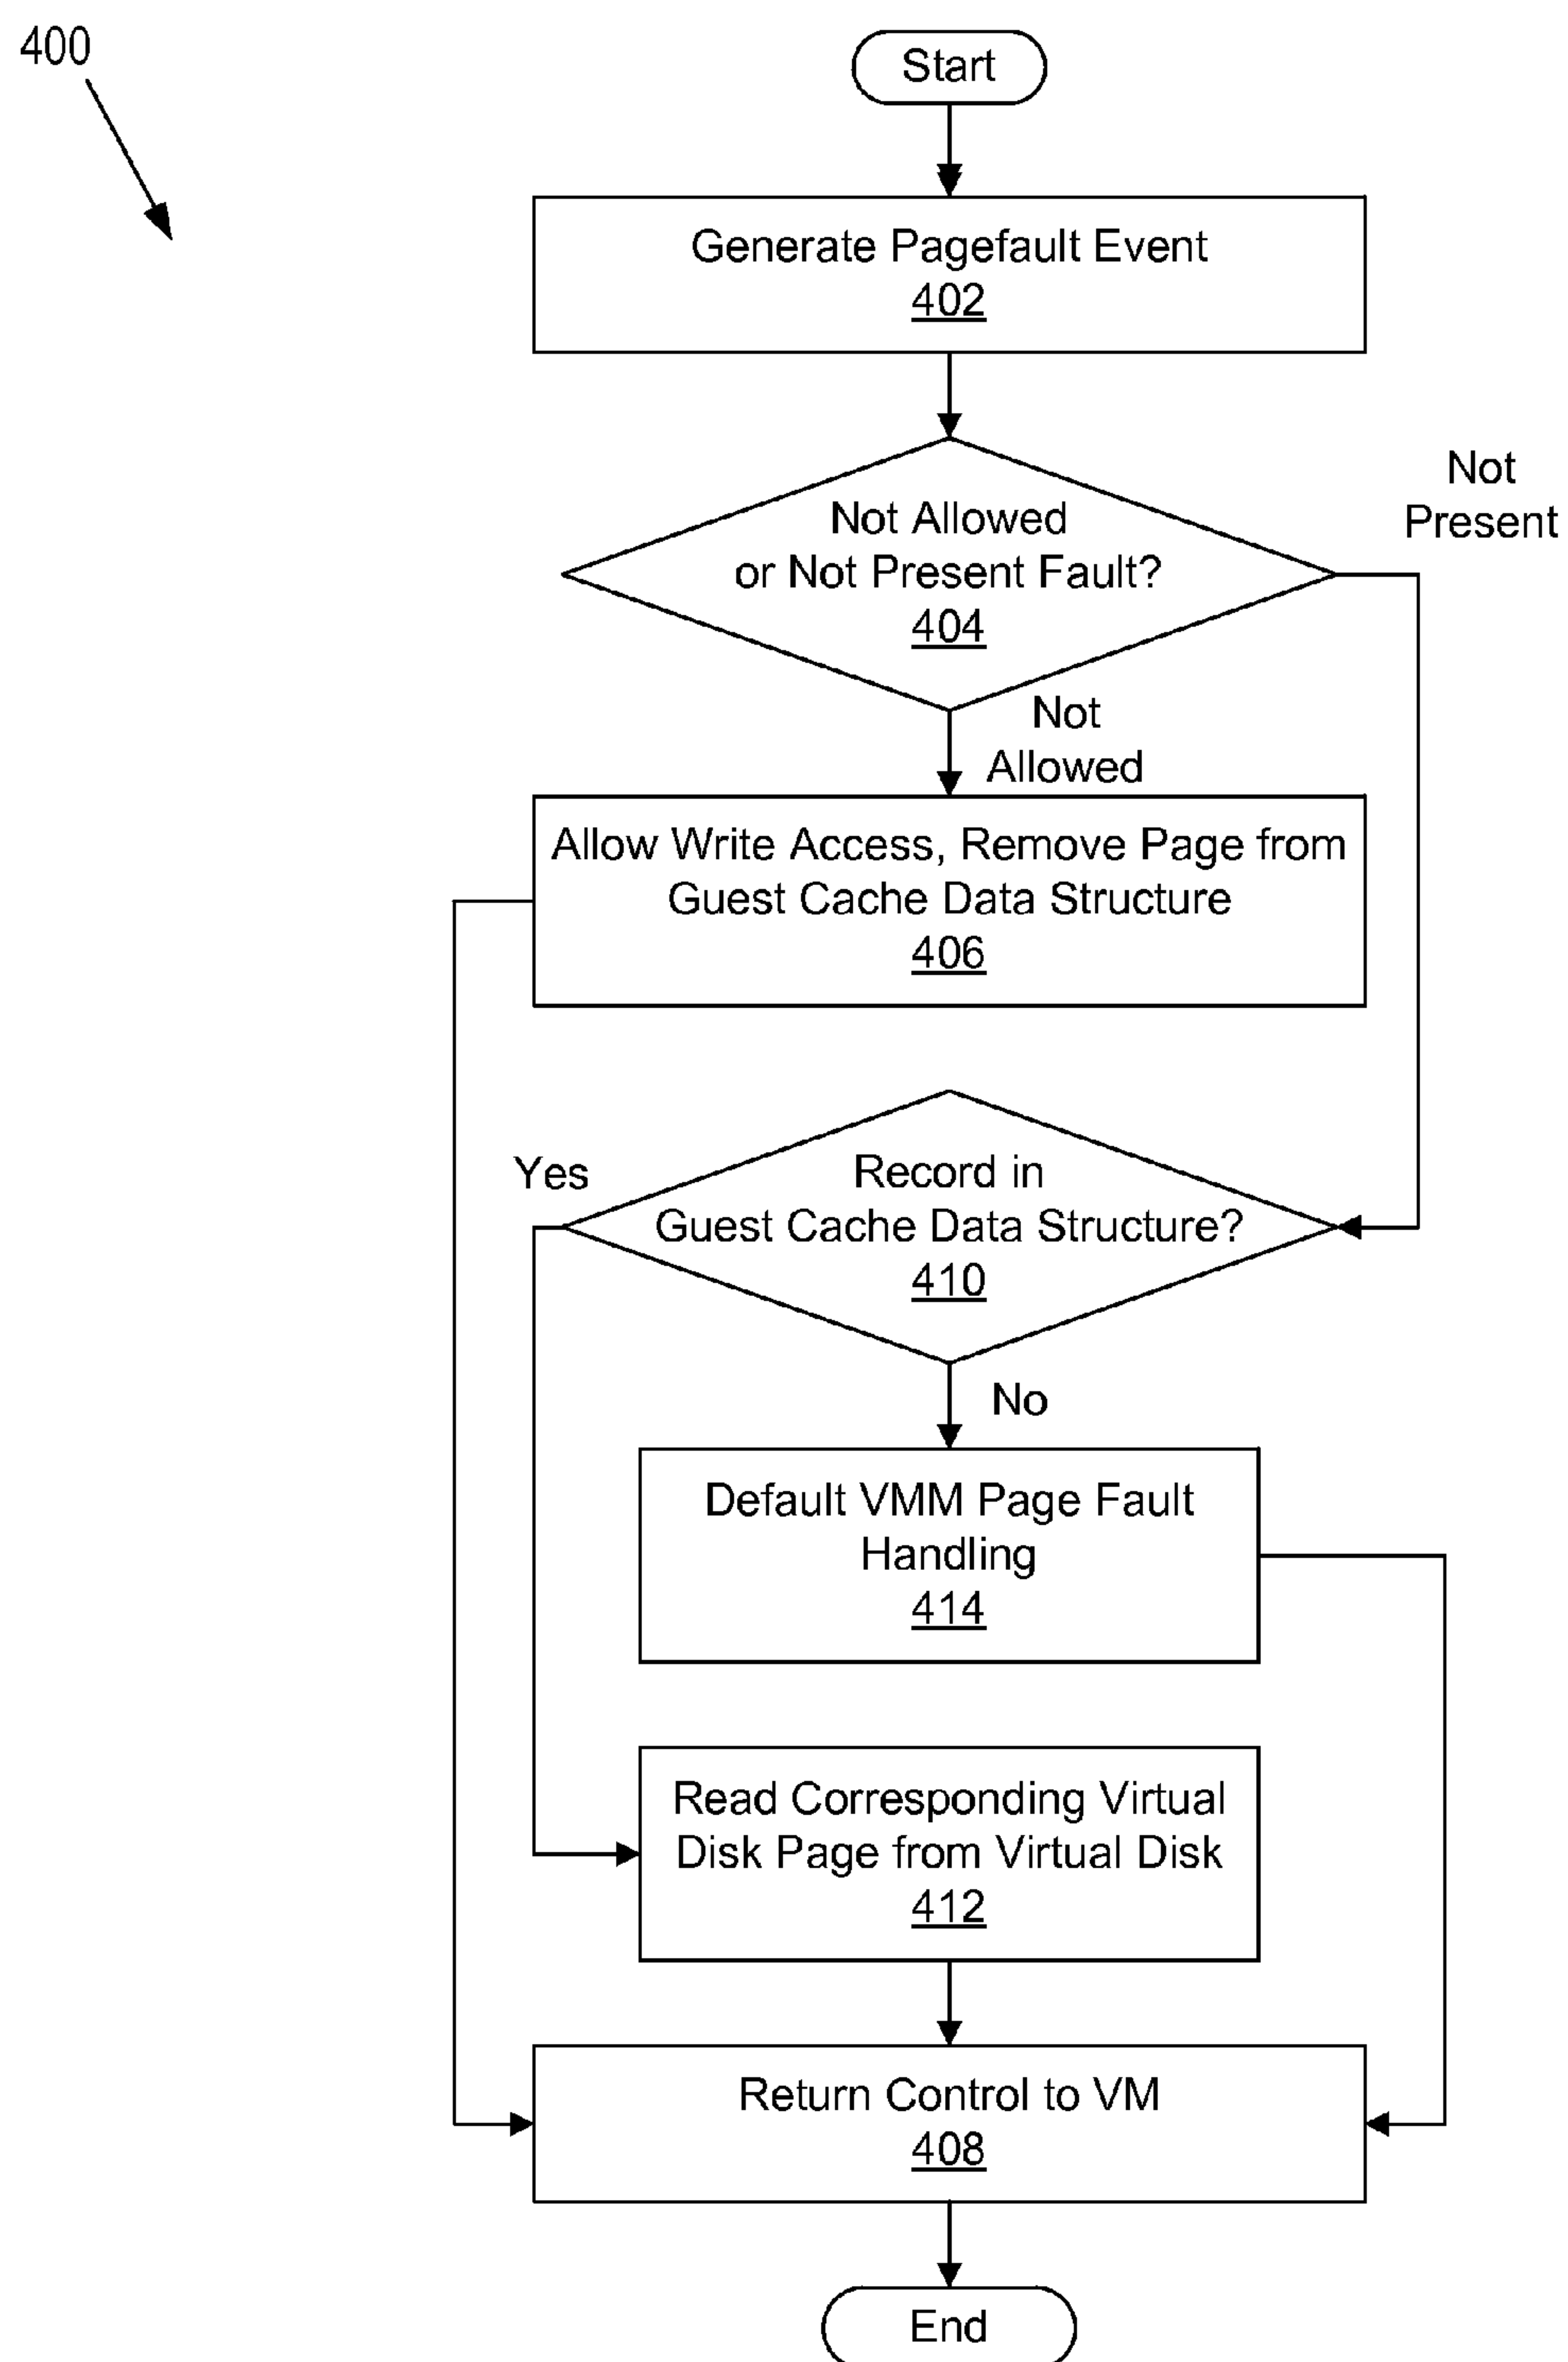 400
Start
Generate Pagefault Event
402
Not Allowed
or Not Present Fault?
404
Not
Present
Not
Allowed
Allow Write Access, Remove Page from
Guest Cache Data Structure
406
Yes
Record in
Guest Cache Data Structure?
410
No
Default VMM Page Fault
Handling
414
Read Corresponding Virtual
Disk Page from Virtual Disk
412
Return Control to VM
408
End